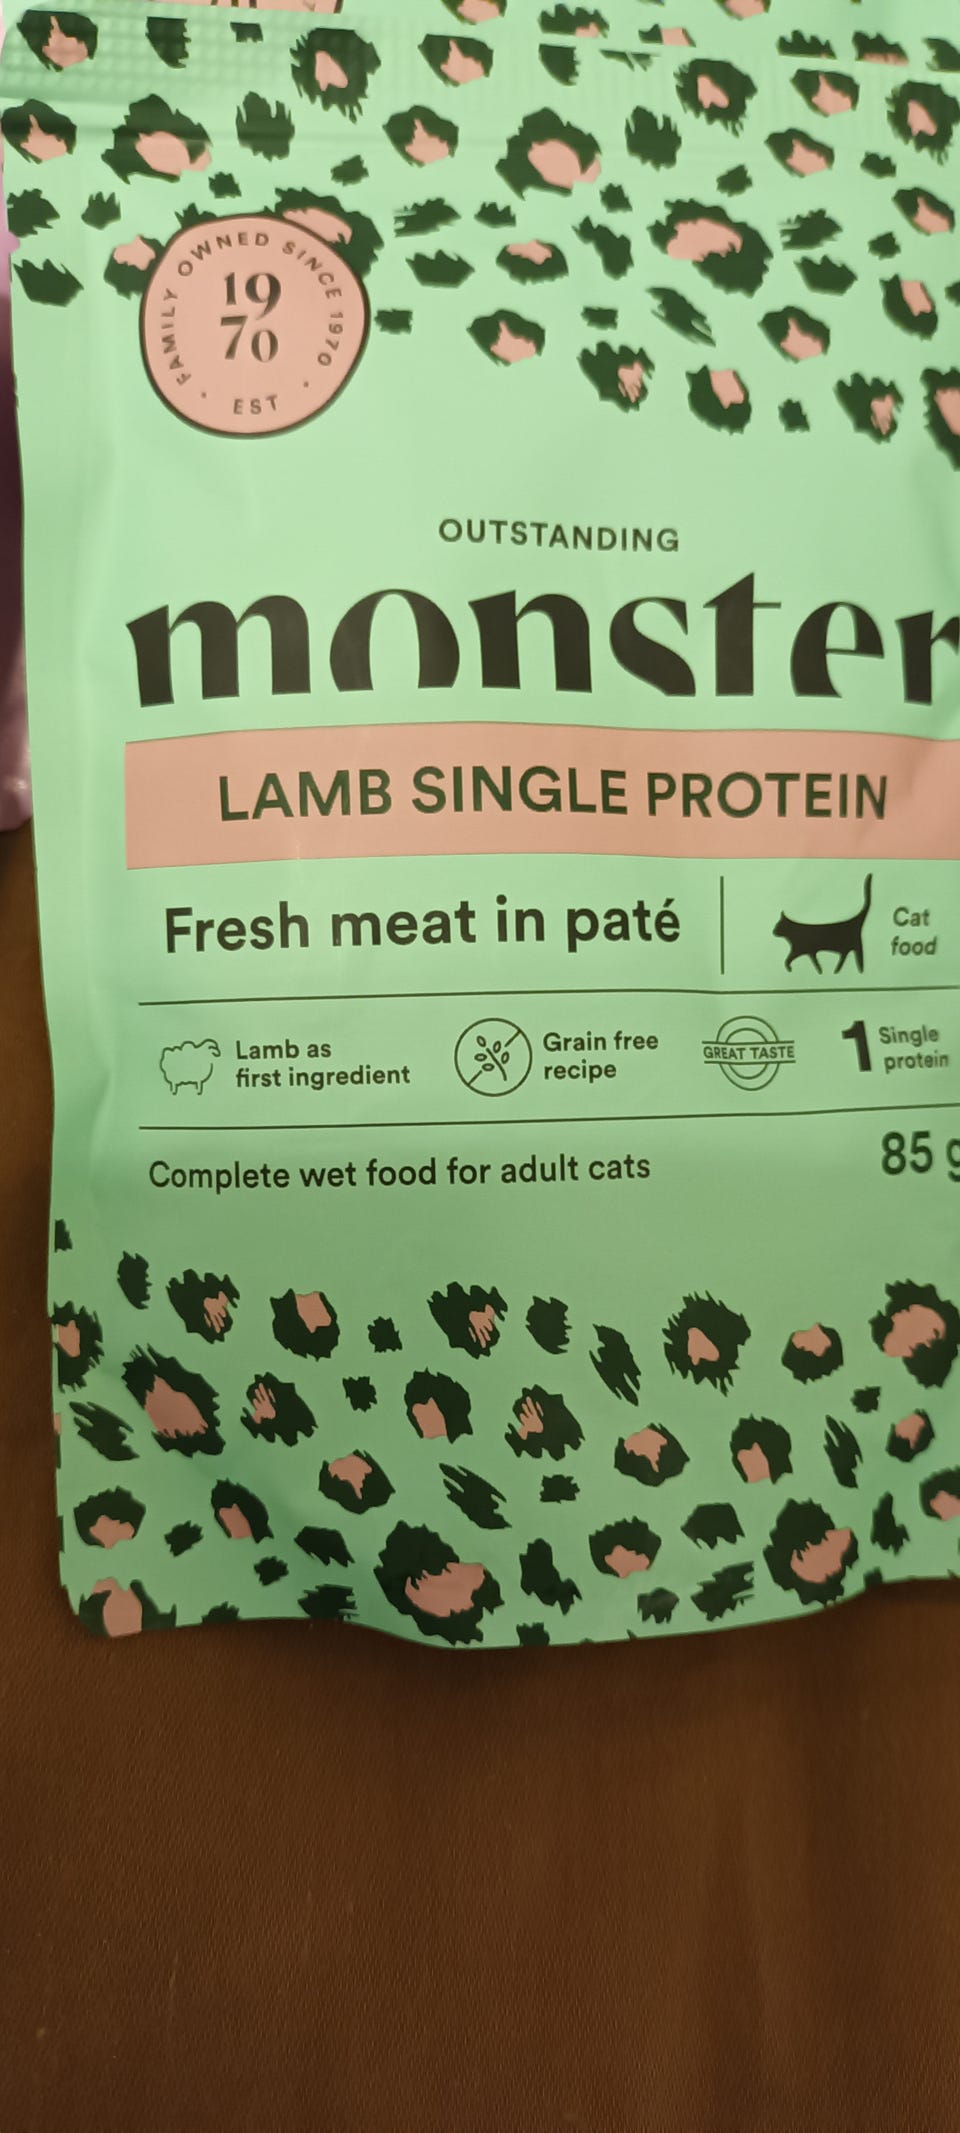 FAMILY OWNED SINCE 1970
19
70
EST
OUTSTANDING
monster
LAMB SINGLE PROTEIN
Fresh meat in paté
Cat
food
Lamb as
first ingredient
Grain free
recipe
GREAT TASTE
1 Single
protein
Complete wet food for adult cats
85 g